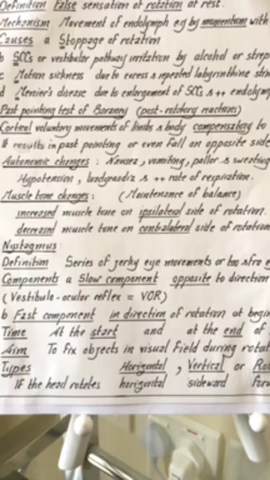 Definition False sensation of rotation at rest.
Mechanism Movement of endolymph e.g by momentum with
Causes a Stoppage of rotation
b SCCs or vestibular pathway irritation by alcohol or strep
c Motion sickness due to excess & repeated labyrinthine stim
d Menier's disease due to enlargement of SCCs & ++ endolym
Past pointing test of Barany (post-rotatory reactions)
Cortical voluntary movements of limbs & body compensating to
It results in past pointing or even fall on opposite side
Autonomic changes : Nausea, vomiting, pallor & sweating
Hypotension, bradycardia & ++ rate of respiration.
Muscle tone changes: (Maintenance of balance)
increased muscle tone on ipsilateral side of rotation.
decreased muscle tone on contralateral side of rotation
Nystagmus:
Definition Series of jerky eye movements or to & fro e
Components a Slow component opposite to direction
(Vestibulo-ocular reflex = VOR)
b Fast component in direction of rotation at begin
Time At the start and at the end of
Aim To fix objects in visual field during rotat
Types Horizontal , Vertical or Ro
If the head rotates horizontal sideward For